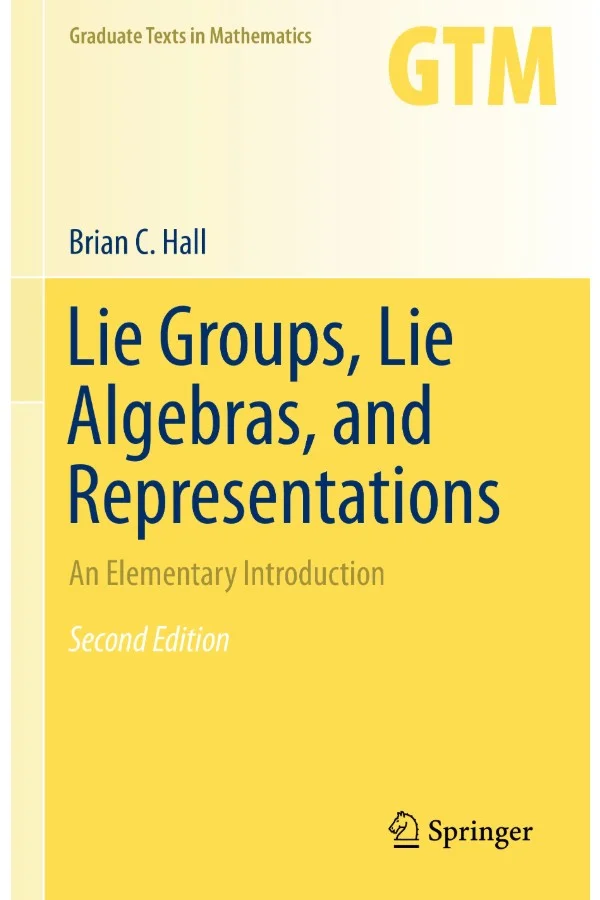 Graduate Texts in Mathematics
GTM
Brian C. Hall
Lie Groups, Lie
Algebras, and
Representations
An Elementary Introduction
Second Edition
Springer